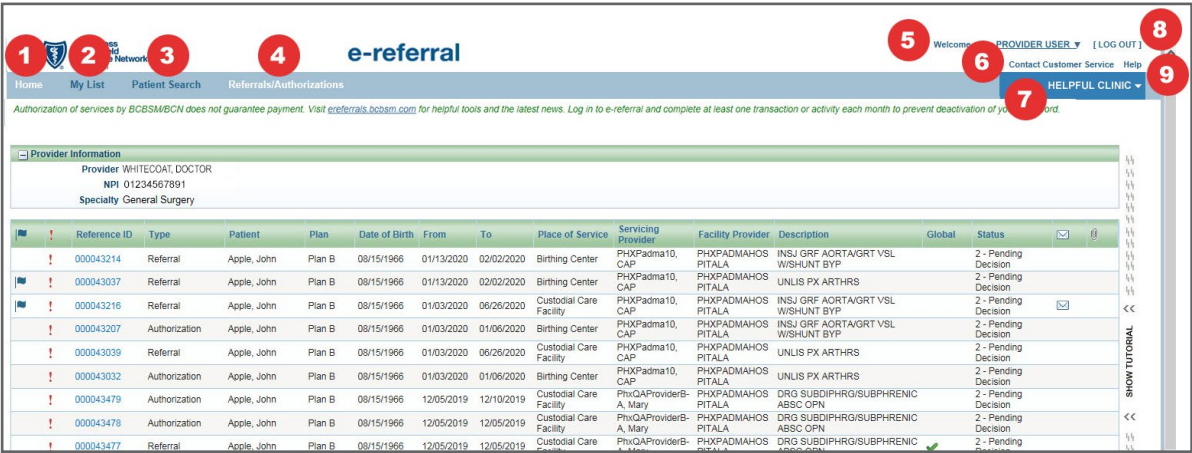 1 2 3 4 5 6 7 8 9
e-referral
Network
Welcome PROVIDER USER ▼ [ LOG OUT ]
Contact Customer Service Help
Home My List Patient Search Referrals/Authorizations HELPFUL CLINIC
Authorization of services by BCBSM/BCN does not guarantee payment. Visit ereferrals.bcbsm.com for helpful tools and the latest news. Log in to e-referral and complete at least one transaction or activity each month to prevent deactivation of
Provider Information
Provider WHITECOAT, DOCTOR
NPI 01234567891
Specialty General Surgery
! Reference ID Type Patient Plan Date of Birth From To Place of Service Servicing Provider Facility Provider Description Global Status
! 000043214 Referral Apple, John Plan B 08/15/1966 01/13/2020 02/02/2020 Birthing Center PHXPadma10, CAP PHXPADMAHOS PITALA INSJ GRF AORTA/GRT VSL W/SHUNT BYP 2 - Pending Decision
! 000043037 Referral Apple, John Plan B 08/15/1966 01/13/2020 02/02/2020 Birthing Center PHXPadma10, CAP PHXPADMAHOS PITALA UNLIS PX ARTHRS 2 - Pending Decision
! 000043216 Referral Apple, John Plan B 08/15/1966 01/03/2020 06/26/2020 Custodial Care Facility PHXPadma10, CAP PHXPADMAHOS PITALA INSJ GRF AORTA/GRT VSL W/SHUNT BYP 2 - Pending Decision
! 000043207 Authorization Apple, John Plan B 08/15/1966 01/03/2020 01/06/2020 Birthing Center PHXPadma10, CAP PHXPADMAHOS PITALA INSJ GRF AORTA/GRT VSL W/SHUNT BYP 2 - Pending Decision
! 000043039 Referral Apple, John Plan B 08/15/1966 01/03/2020 06/26/2020 Custodial Care Facility PHXPadma10, CAP PHXPADMAHOS PITALA UNLIS PX ARTHRS 2 - Pending Decision
! 000043032 Authorization Apple, John Plan B 08/15/1966 01/03/2020 01/06/2020 Birthing Center PHXPadma10, CAP PHXPADMAHOS PITALA UNLIS PX ARTHRS 2 - Pending Decision
! 000043479 Authorization Apple, John Plan B 08/15/1966 12/05/2019 12/10/2019 Custodial Care Facility PhxQAProviderB-A, Mary PHXPADMAHOS PITALA DRG SUBDIPHRG/SUBPHRENIC ABSC OPN 2 - Pending Decision
! 000043478 Authorization Apple, John Plan B 08/15/1966 12/05/2019 12/05/2019 Custodial Care Facility PhxQAProviderB-A, Mary PHXPADMAHOS PITALA DRG SUBDIPHRG/SUBPHRENIC ABSC OPN 2 - Pending Decision
! 000043477 Referral Apple, John Plan B 08/15/1966 12/05/2019 12/05/2019 Custodial Care PhxQAProviderB- PHXPADMAHOS DRG SUBDIPHRG/SUBPHRENIC 2 - Pending
<<
SHOW TUTORIAL
<<